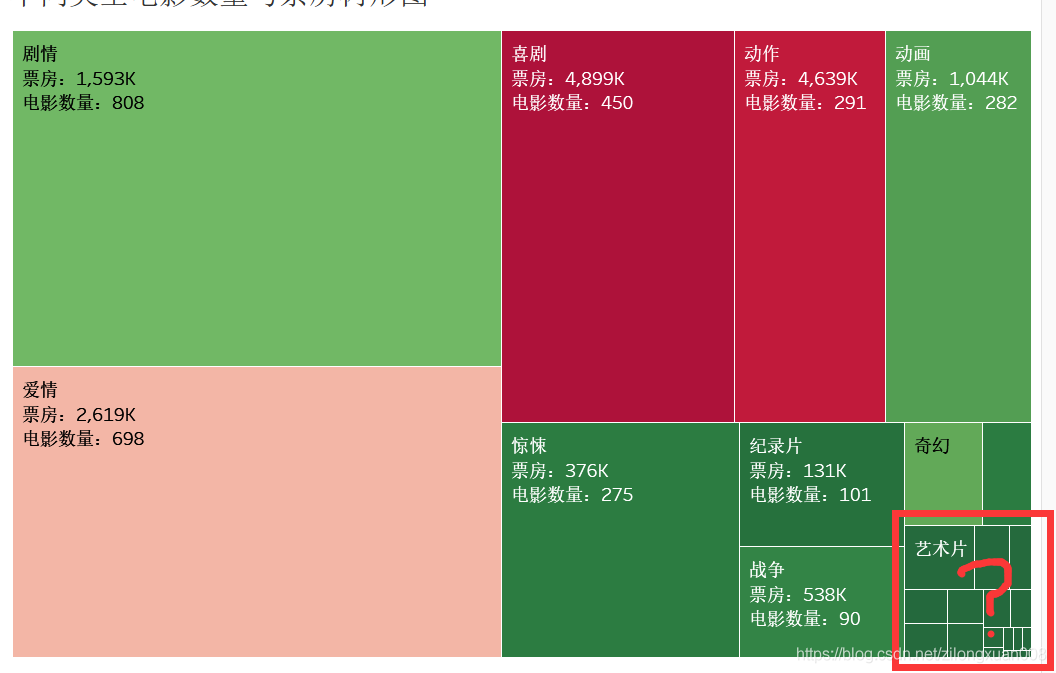 剧情
票房：1,593K
电影数量：808
喜剧
票房：4,899K
电影数量：450
动作
票房：4,639K
电影数量：291
动画
票房：1,044K
电影数量：282
爱情
票房：2,619K
电影数量：698
惊悚
票房：376K
电影数量：275
纪录片
票房：131K
电影数量：101
奇幻
战争
票房：538K
电影数量：90
艺术片
?